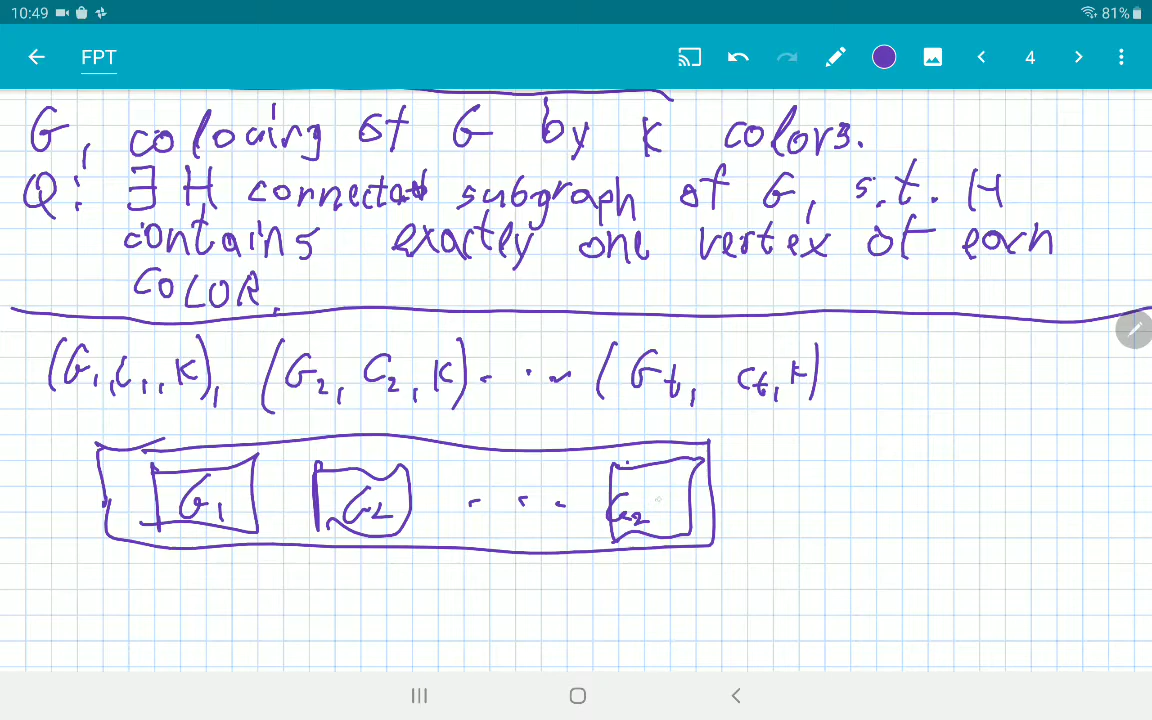 10:49 81%
FPT 4
G, coloring of G by K colors.
Q: ∃ H connected subgraph of G, s.t. H
contains exactly one vertex of each
COLOR.
(G1, C1, K), (G2, C2, K) . . . (Gt, Ct, K)
G1 G2 . . . G2